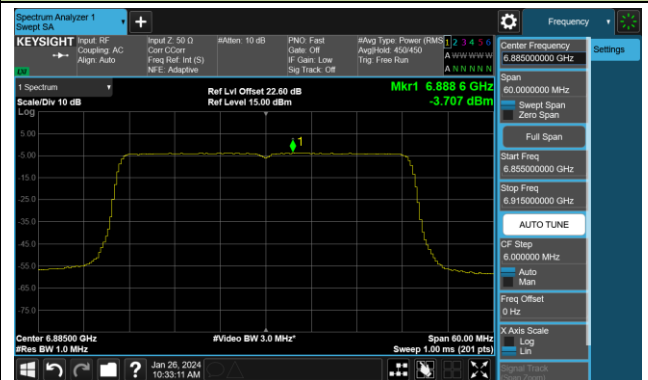 Spectrum Analyzer 1
Swept SA
Frequency
KEYSIGHT
Input: RF
Coupling: AC
Align: Auto
Input Z: 50 Ω
Corr CCorr
Freq Ref: Int (S)
NFE: Adaptive
#Atten: 10 dB
PNO: Fast
Gate: Off
IF Gain: Low
Sig Track: Off
#Avg Type: Power (RMS
Avg|Hold: 450/450
Trig: Free Run
1 2 3 4 5 6
A W W W W W
A N N N N N
LXI
Center Frequency
6.885000000 GHz
Settings
Span
60.0000000 MHz
Swept Span
Zero Span
Full Span
Start Freq
6.855000000 GHz
Stop Freq
6.915000000 GHz
AUTO TUNE
CF Step
6.000000 MHz
Auto
Man
Freq Offset
0 Hz
X Axis Scale
Log
Lin
Signal Track
(Span Zoom)
1 Spectrum
Scale/Div 10 dB
Log
Ref Lvl Offset 22.60 dB
Ref Level 15.00 dBm
Mkr1 6.888 6 GHz
-3.707 dBm
1
5.00
-5.00
-15.0
-25.0
-35.0
-45.0
-55.0
-65.0
-75.0
Center 6.88500 GHz
#Res BW 1.0 MHz
#Video BW 3.0 MHz*
Span 60.00 MHz
Sweep 1.00 ms (201 pts)
?
Jan 26, 2024
10:33:11 AM